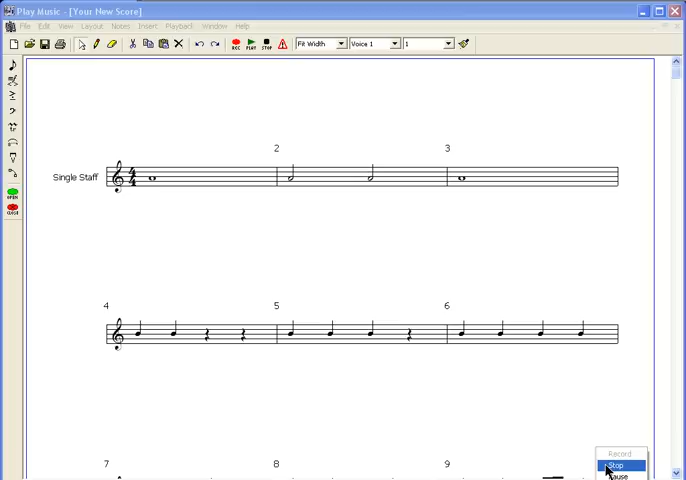 Play Music - [Your New Score]
File Edit View Layout Notes Insert Playback Window Help
REC PLAY STOP Fit Width Voice 1 1
OPEN
CLOSE
2 3
Single Staff
4 5 6
7 8 9
Record
Stop
Pause